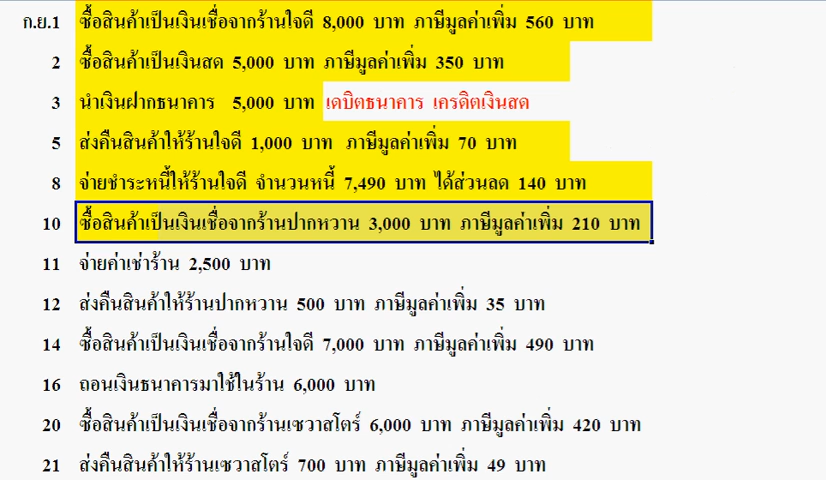 ก.ย.1 ซื้อสินค้าเป็นเงินเชื่อจากร้านใจดี 8,000 บาท ภาษีมูลค่าเพิ่ม 560 บาท
2 ซื้อสินค้าเป็นเงินสด 5,000 บาท ภาษีมูลค่าเพิ่ม 350 บาท
3 นำเงินฝากธนาคาร 5,000 บาท เดบิตธนาคาร เครดิตเงินสด
5 ส่งคืนสินค้าให้ร้านใจดี 1,000 บาท ภาษีมูลค่าเพิ่ม 70 บาท
8 จ่ายชำระหนี้ให้ร้านใจดี จำนวนหนี้ 7,490 บาท ได้ส่วนลด 140 บาท
10 ซื้อสินค้าเป็นเงินเชื่อจากร้านปากหวาน 3,000 บาท ภาษีมูลค่าเพิ่ม 210 บาท
11 จ่ายค่าเช่าร้าน 2,500 บาท
12 ส่งคืนสินค้าให้ร้านปากหวาน 500 บาท ภาษีมูลค่าเพิ่ม 35 บาท
14 ซื้อสินค้าเป็นเงินเชื่อจากร้านใจดี 7,000 บาท ภาษีมูลค่าเพิ่ม 490 บาท
16 ถอนเงินธนาคารมาใช้ในร้าน 6,000 บาท
20 ซื้อสินค้าเป็นเงินเชื่อจากร้านเชวาสโตร์ 6,000 บาท ภาษีมูลค่าเพิ่ม 420 บาท
21 ส่งคืนสินค้าให้ร้านเชวาสโตร์ 700 บาท ภาษีมูลค่าเพิ่ม 49 บาท